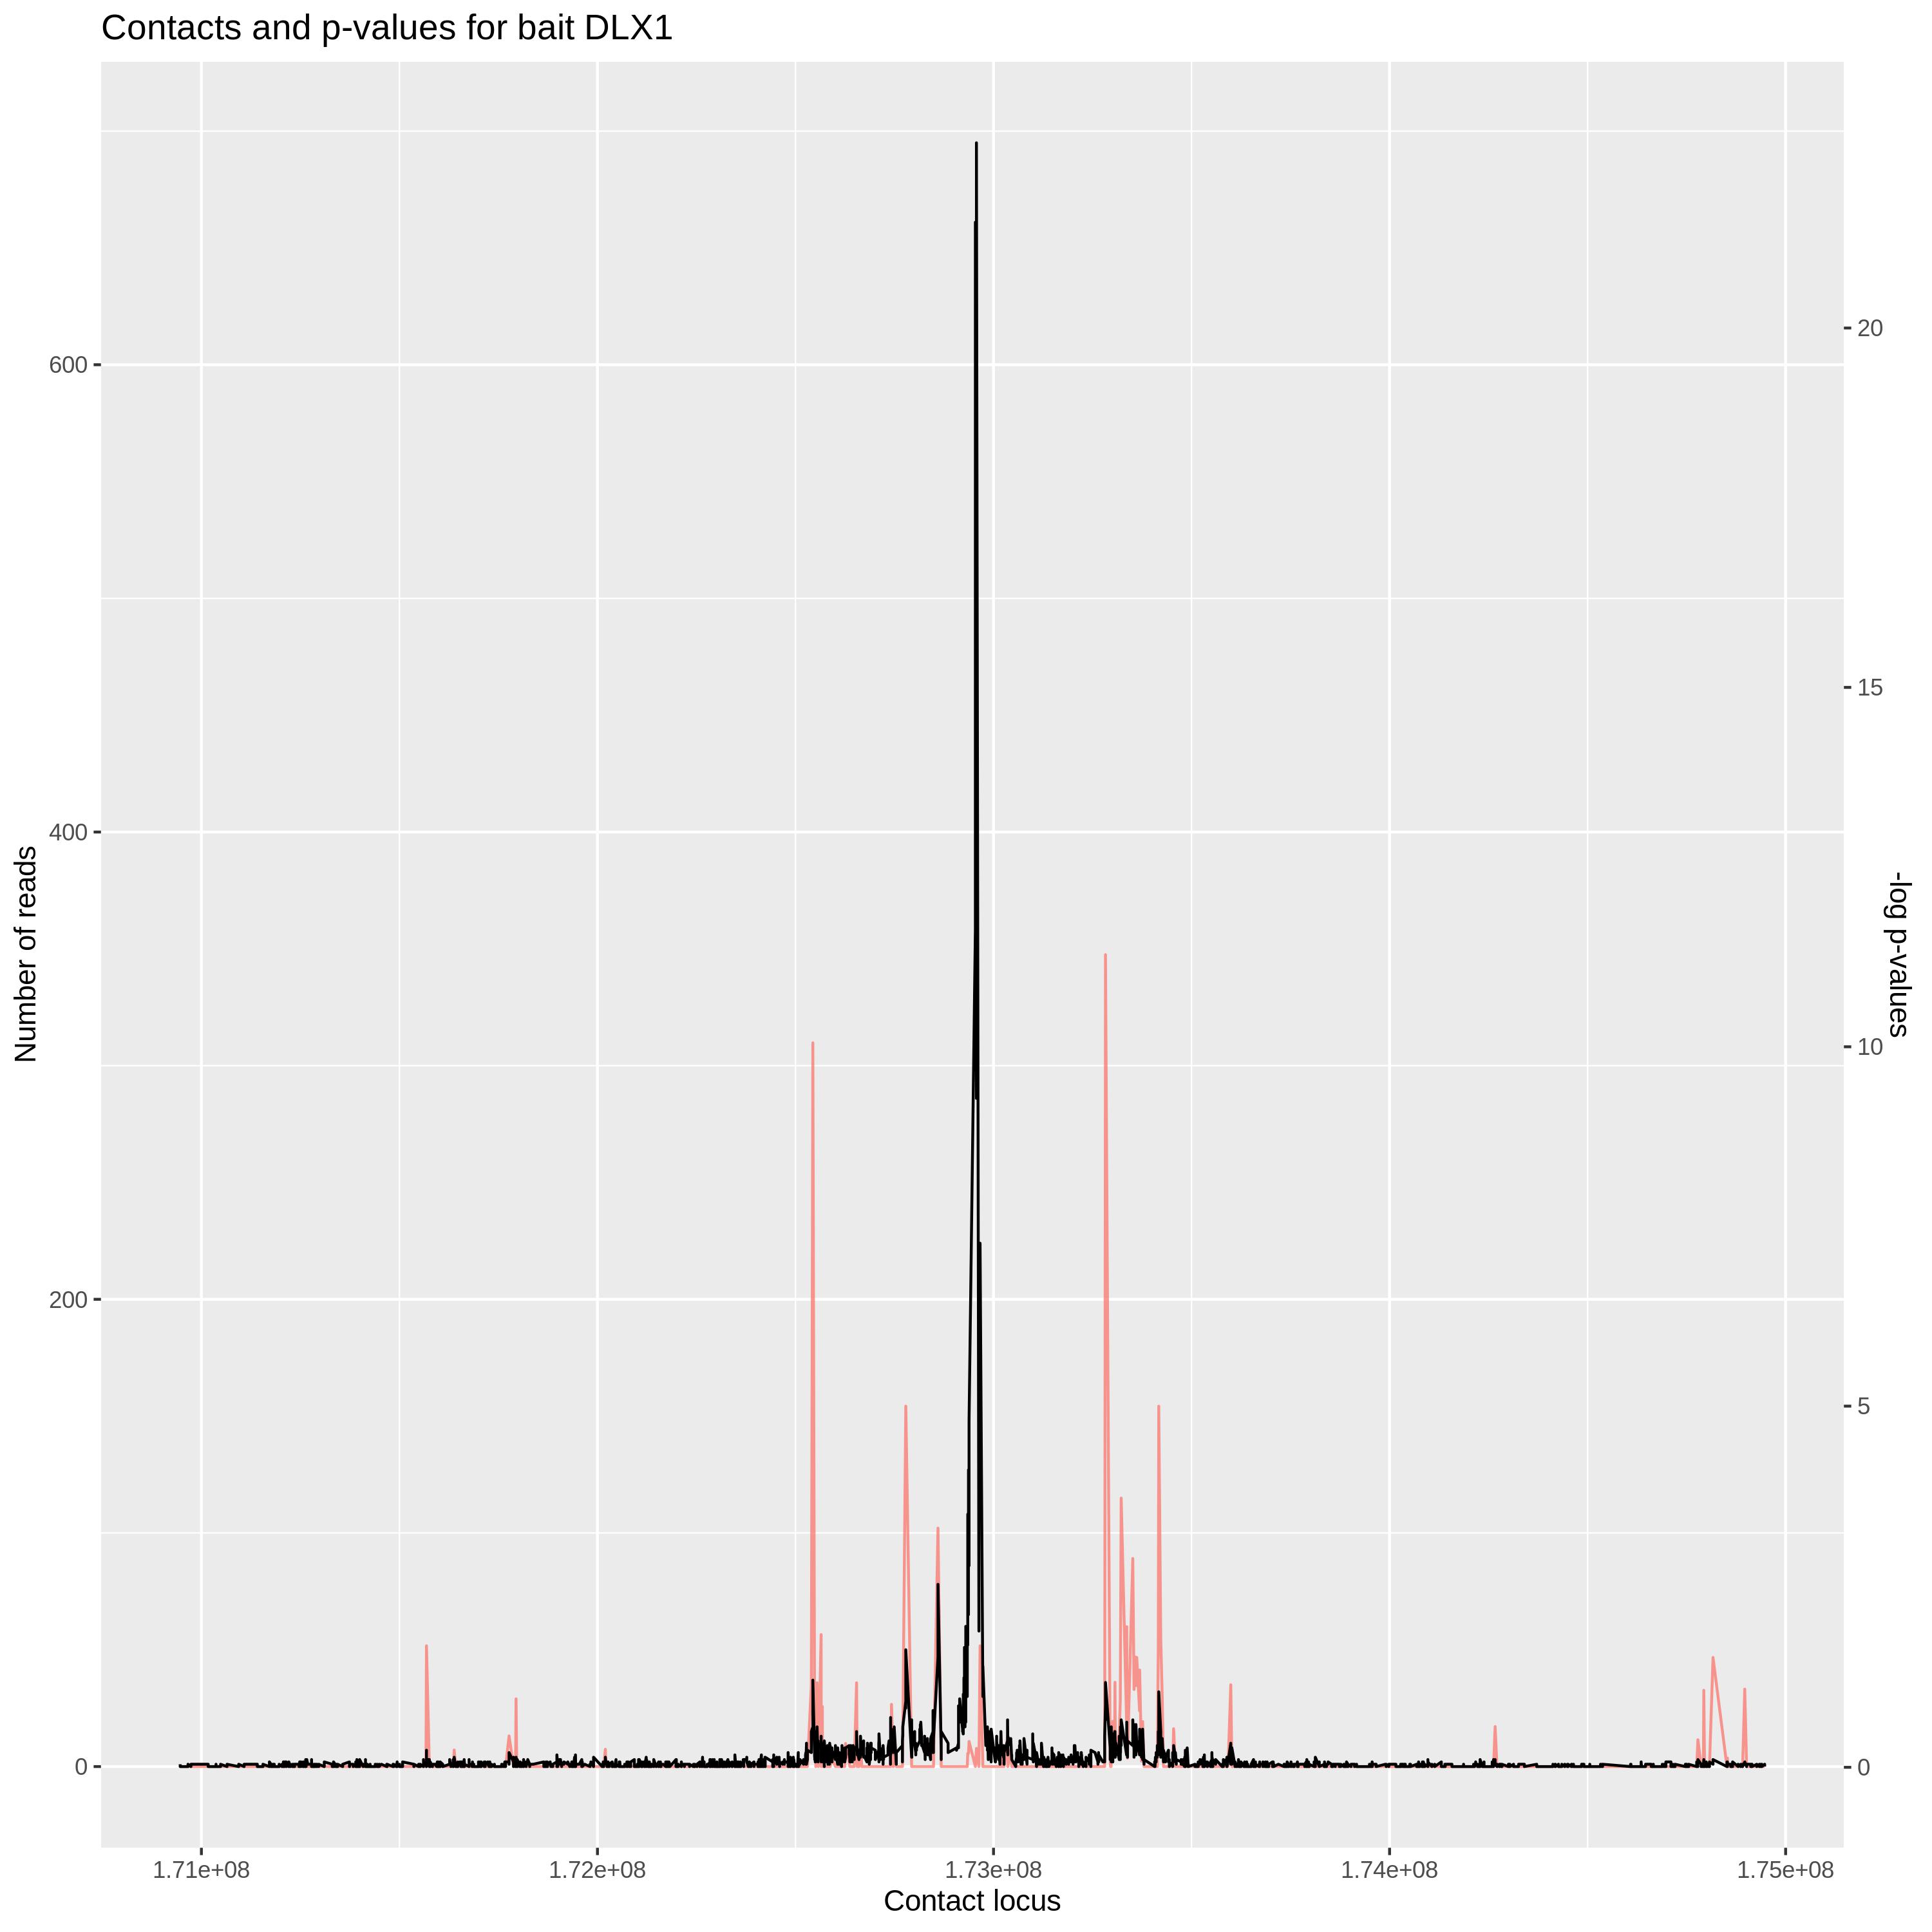 Contacts and p-values for bait DLX1
Number of reads
600
400
200
0
20
15
10
5
0
-log p-values
1.71e+08
1.72e+08
1.73e+08
1.74e+08
1.75e+08
Contact locus